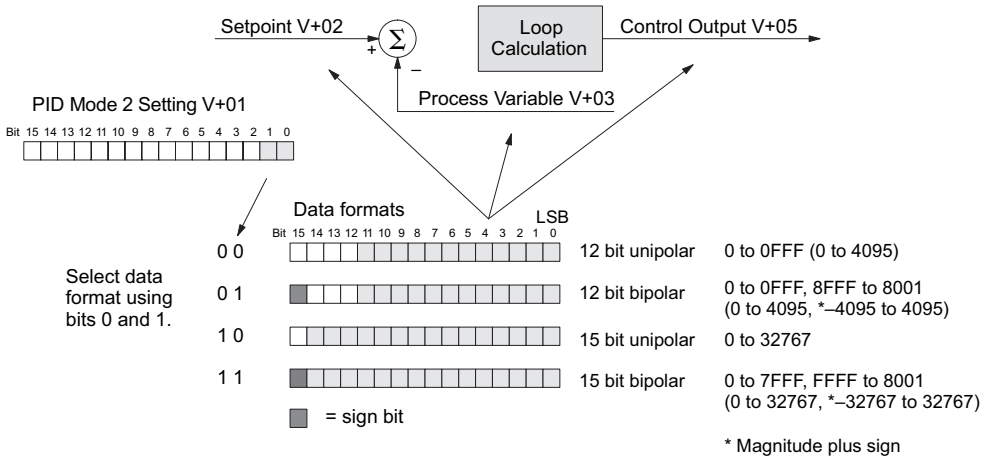 Setpoint V+02
+
Σ
–
Loop
Calculation
Control Output V+05
Process Variable V+03
PID Mode 2 Setting V+01
Bit 15 14 13 12 11 10 9 8 7 6 5 4 3 2 1 0
Data formats
LSB
Bit 15 14 13 12 11 10 9 8 7 6 5 4 3 2 1 0
Select data
format using
bits 0 and 1.
0 0
12 bit unipolar
0 to 0FFF (0 to 4095)
0 1
12 bit bipolar
0 to 0FFF, 8FFF to 8001
(0 to 4095, *–4095 to 4095)
1 0
15 bit unipolar
0 to 32767
1 1
15 bit bipolar
0 to 7FFF, FFFF to 8001
(0 to 32767, *–32767 to 32767)
= sign bit
* Magnitude plus sign